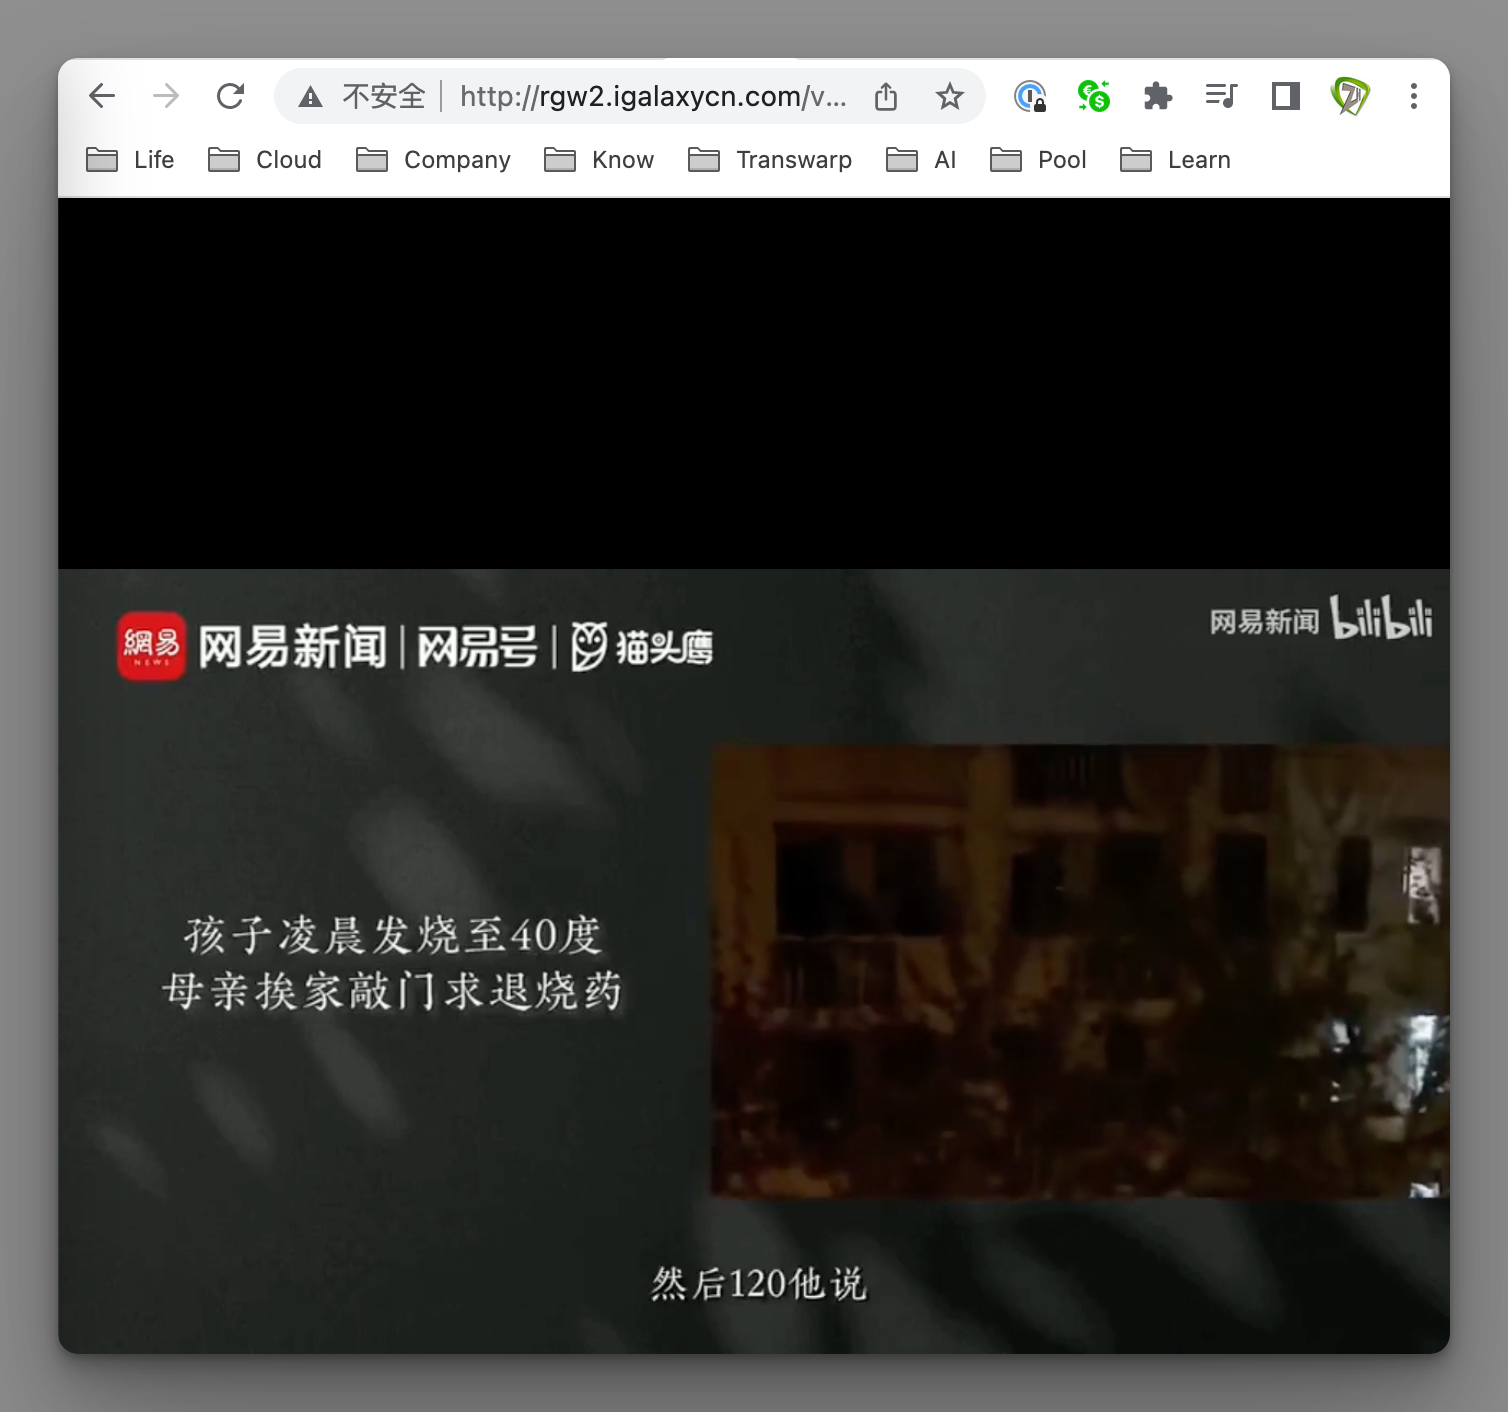 不安全 http://rgw2.igalaxycn.com/v...
Life Cloud Company Know Transwarp AI Pool Learn
網易 NEWS 网易新闻 网易号 猫头鹰
网易新闻 bilibili
孩子凌晨发烧至40度
母亲挨家敲门求退烧药
然后120他说